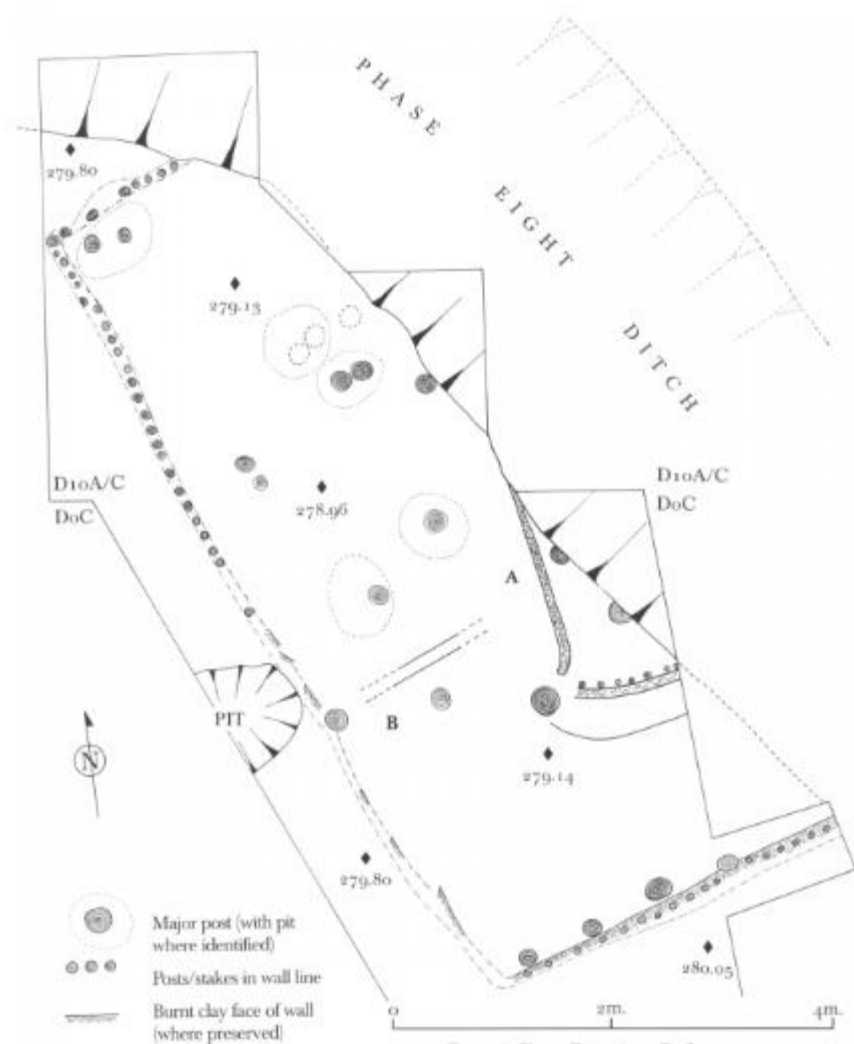 PHASE
EIGHT
DITCH
279.80
279.13
D10A/C
D0C
278.96
D10A/C
D0C
A
PIT
B
N
279.14
279.80
280.05
Major post (with pit
where identified)
Posts/stakes in wall line
Burnt clay face of wall
(where preserved)
0
2m.
4m.